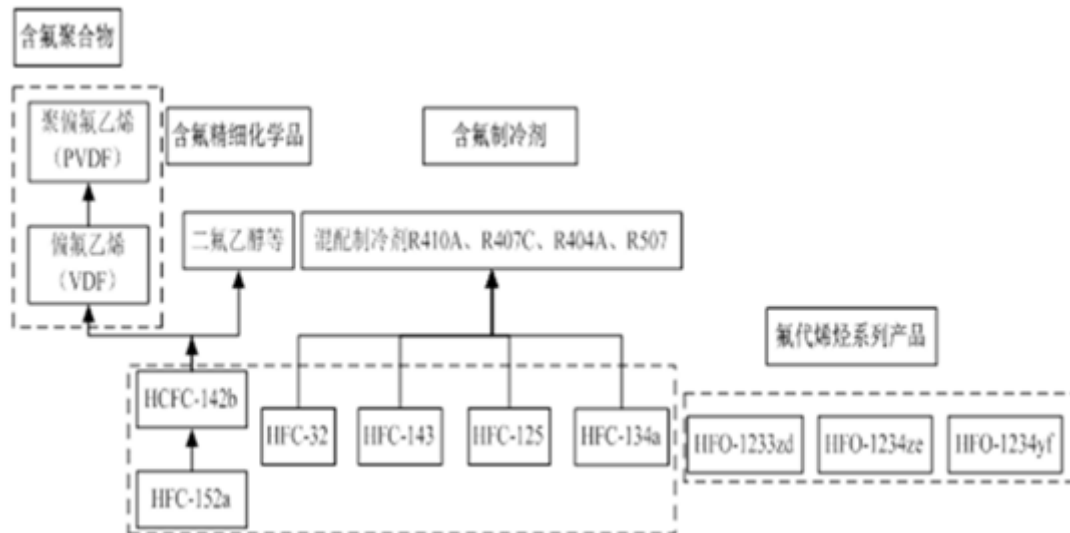 含氟聚合物
聚偏氟乙烯
（PVDF）
含氟精细化学品
含氟制冷剂
偏氟乙烯
（VDF）
二氟乙醇等
混配制冷剂R410A、R407C、R404A、R507
氟代烯烃系列产品
HCFC-142b
HFC-32
HFC-143
HFC-125
HFC-134a
HFO-1233zd
HFO-1234ze
HFO-1234yf
HFC-152a